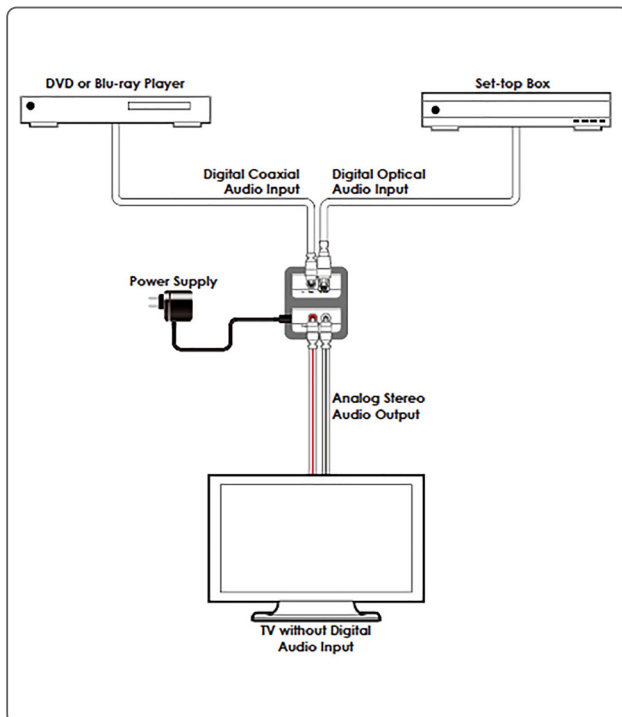 DVD or Blu-ray Player
Set-top Box
Digital Coaxial
Audio Input
Digital Optical
Audio Input
Power Supply
Analog Stereo
Audio Output
TV without Digital
Audio Input